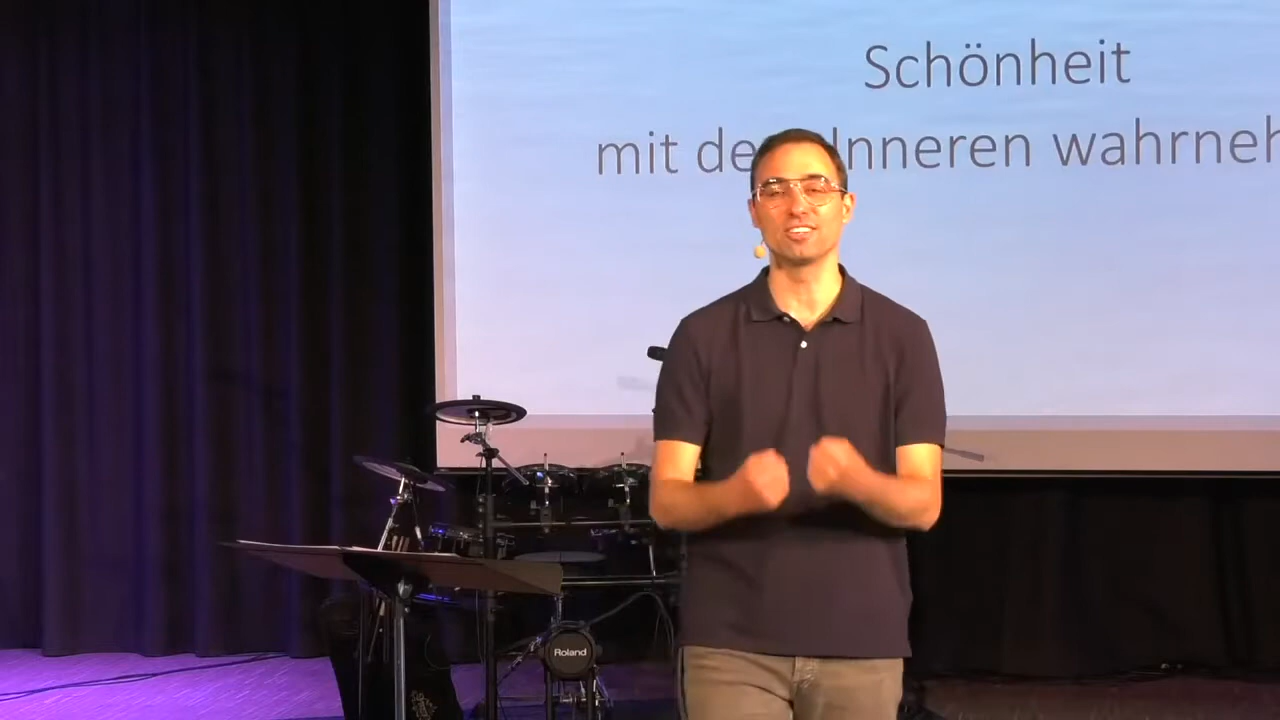 Schönheit
mit de Inneren wahrneh
Roland